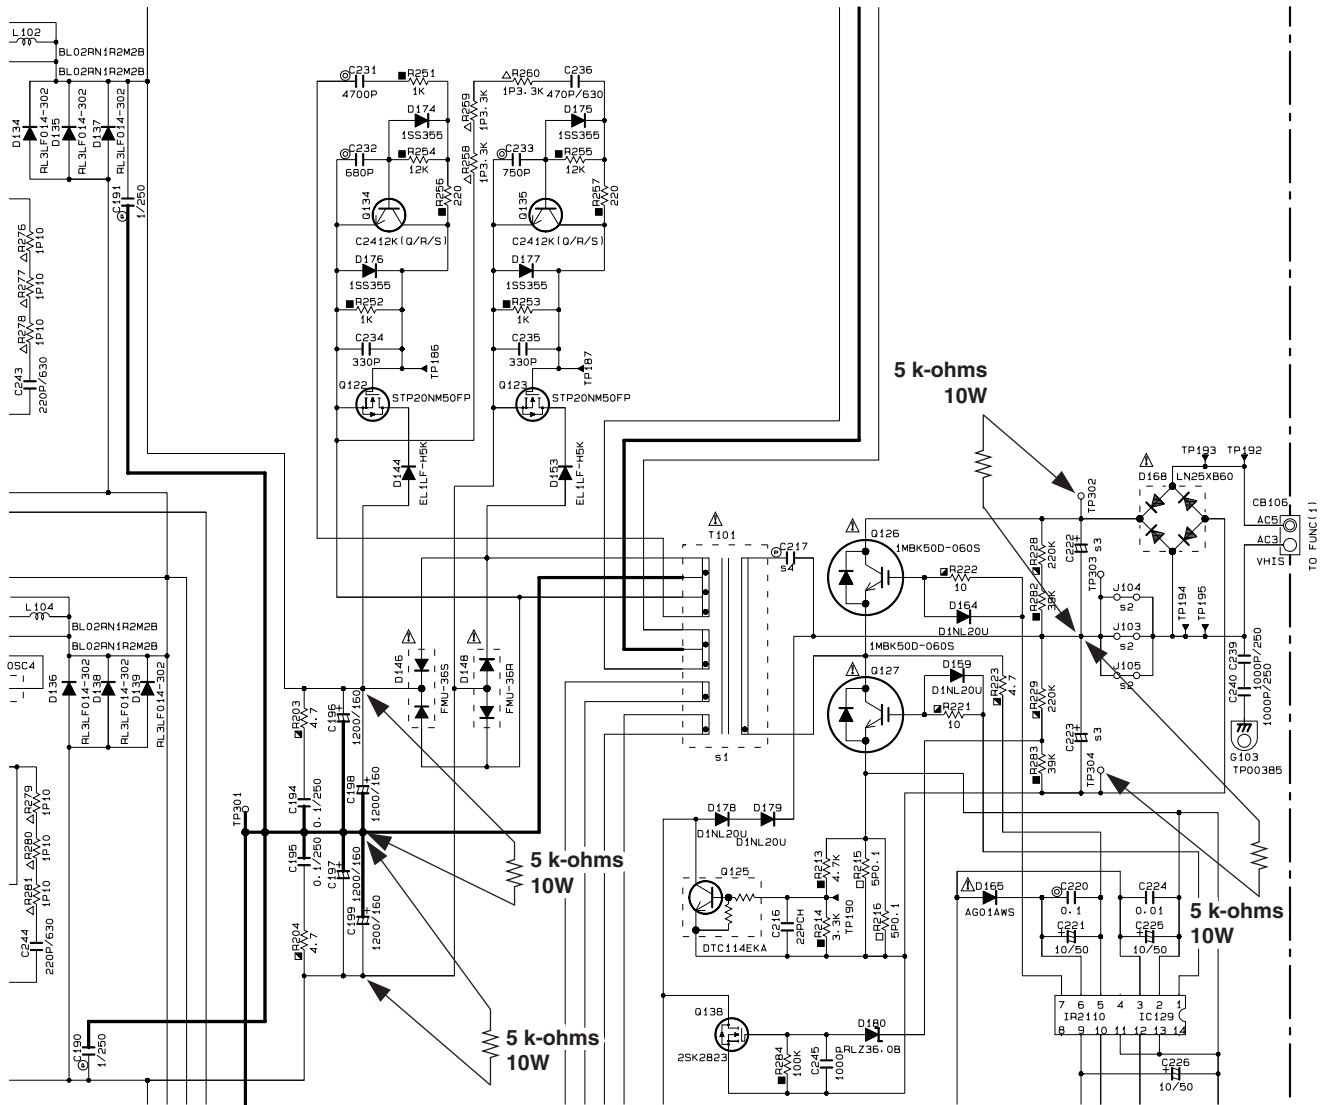 L102
BL02RN1R2M2B
BL02RN1R2M2B
D134
RL3LF014-302
D135
RL3LF014-302
D137
RL3LF014-302
C191
1/250
R276
1P10
R277
1P10
R278
1P10
C243
220P/630
C231
4700P
R251
1K
D174
1SS355
C232
680P
R254
12K
R256
220
Q134
C2412K(Q/R/S)
D176
1SS355
R252
1K
C234
330P
TP186
Q122
STP20NM50FP
D144
EL1LF-H5K
R260
1P3.3K
C236
470P/630
R259
1P3.3K
R258
1P3.3K
D175
1SS355
C233
750P
R255
12K
R257
220
Q135
C2412K(Q/R/S)
D177
1SS355
R253
1K
C235
330P
TP187
Q123
STP20NM50FP
D153
EL1LF-H5K
5 k-ohms
10W
TP302
TP193
TP192
D168
LN25XB60
CB106
AC5
AC3
VHIS
TO FUNC(1)
T101
s1
C217
s4
Q126
1MBK50D-060S
R222
10
D164
D1NL20U
R228
220K
R282
39K
C222
s3
TP303
J104
s2
J103
s2
J105
s2
TP194
TP195
C239
1000P/250
C240
1000P/250
G103
TP00385
1MBK50D-060S
Q127
D159
D1NL20U
R221
10
R223
4.7
R229
220K
R283
39K
C223
s3
TP304
L104
BL02RN1R2M2B
BL02RN1R2M2B
OSC4
D136
RL3LF014-302
D138
RL3LF014-302
D139
RL3LF014-302
R279
1P10
R280
1P10
R281
1P10
C244
220P/630
C190
1/250
TP301
R203
4.7
C194
0.1/250
C195
0.1/250
R204
4.7
C196
1200/160
C198
1200/160
C197
1200/160
C199
1200/160
D146
FMU-36S
D148
FMU-36R
5 k-ohms
10W
5 k-ohms
10W
5 k-ohms
10W
D178
D1NL20U
D179
D1NL20U
Q125
DTC114EKA
C216
22PCH
R213
4.7K
R214
3.3K
TP190
R215
5P0.1
R216
5P0.1
Q138
2SK2823
R284
100K
C245
1000P
D180
RLZ36.0B
D165
AG01AWS
C220
0.1
C221
10/50
C224
0.01
C225
10/50
7 6 5 4 3 2 1
IR2110 IC129
8 9 10 11 12 13 14
C226
10/50